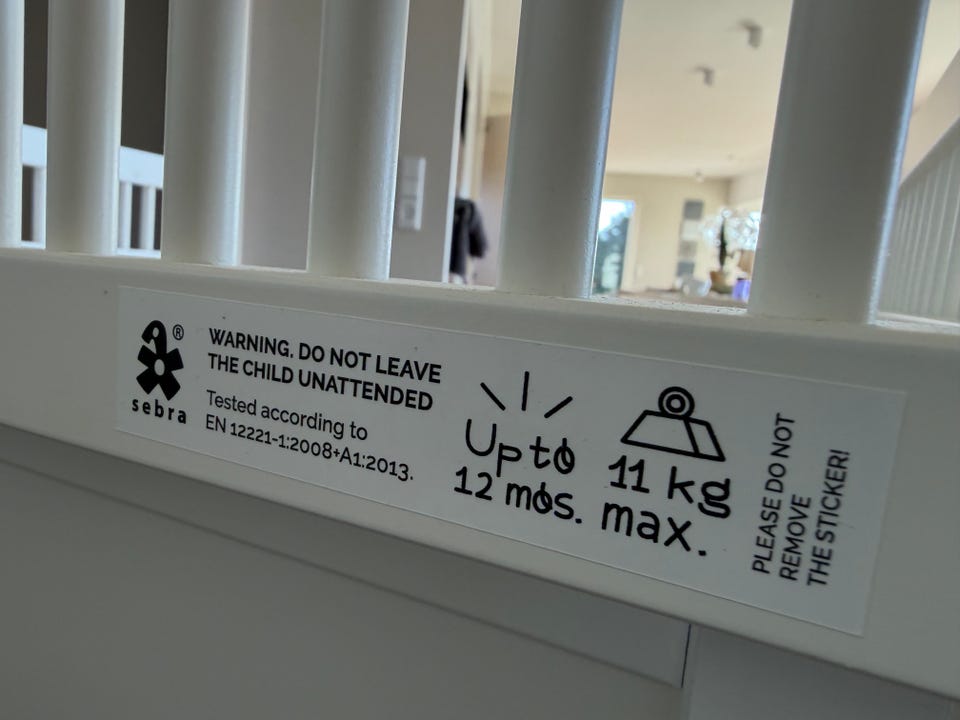 ®
sebra
WARNING. DO NOT LEAVE
THE CHILD UNATTENDED
Tested according to
EN 12221-1:2008+A1:2013.
Up to
12 mos.
11 kg
max.
PLEASE DO NOT
REMOVE
THE STICKER!